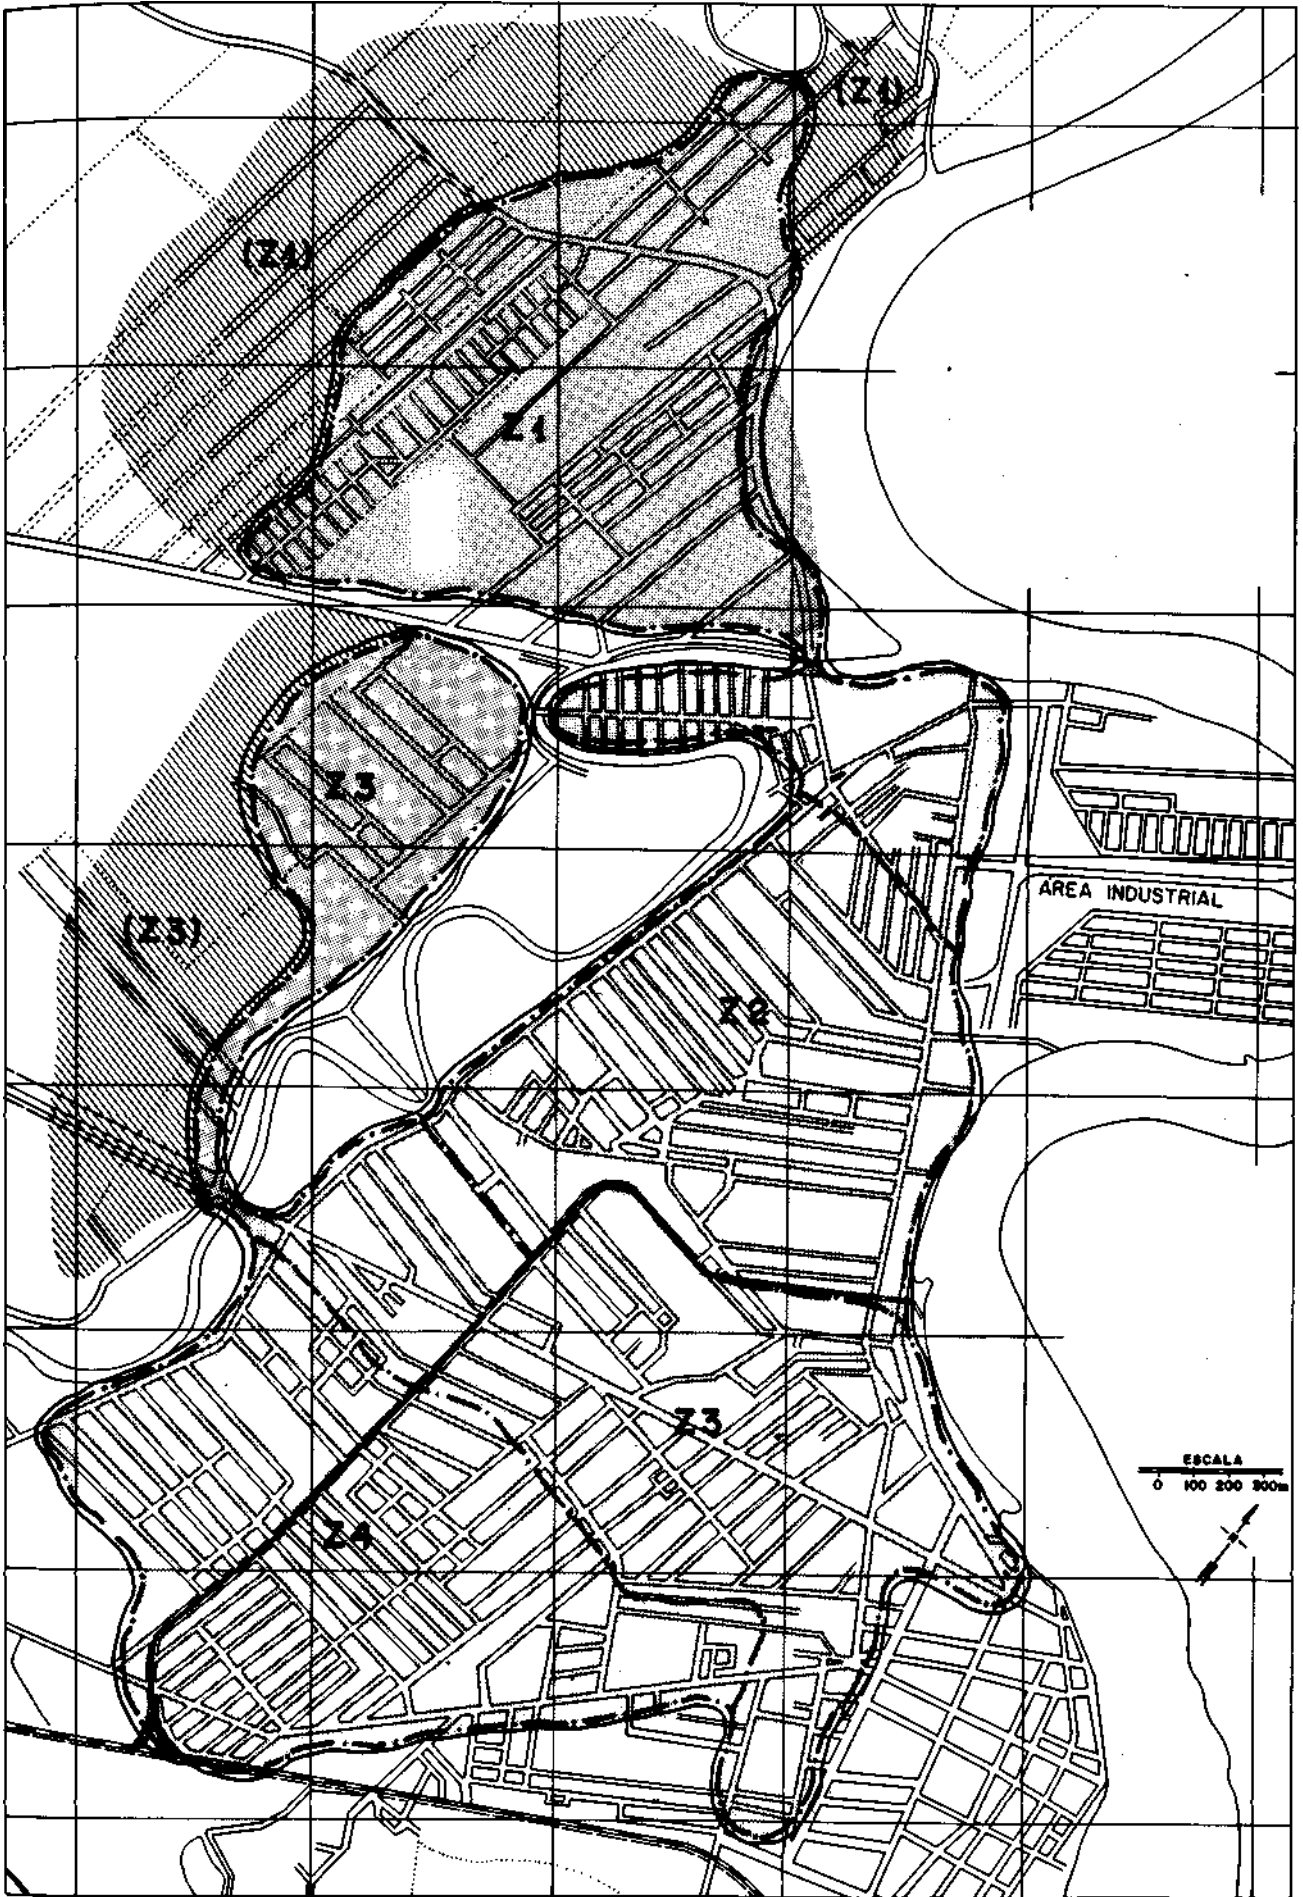 (Z1)
(Z1)
Z1
Z3
AREA INDUSTRIAL
(Z3)
Z2
Z3
ESCALA
0 100 200 300m
Z4